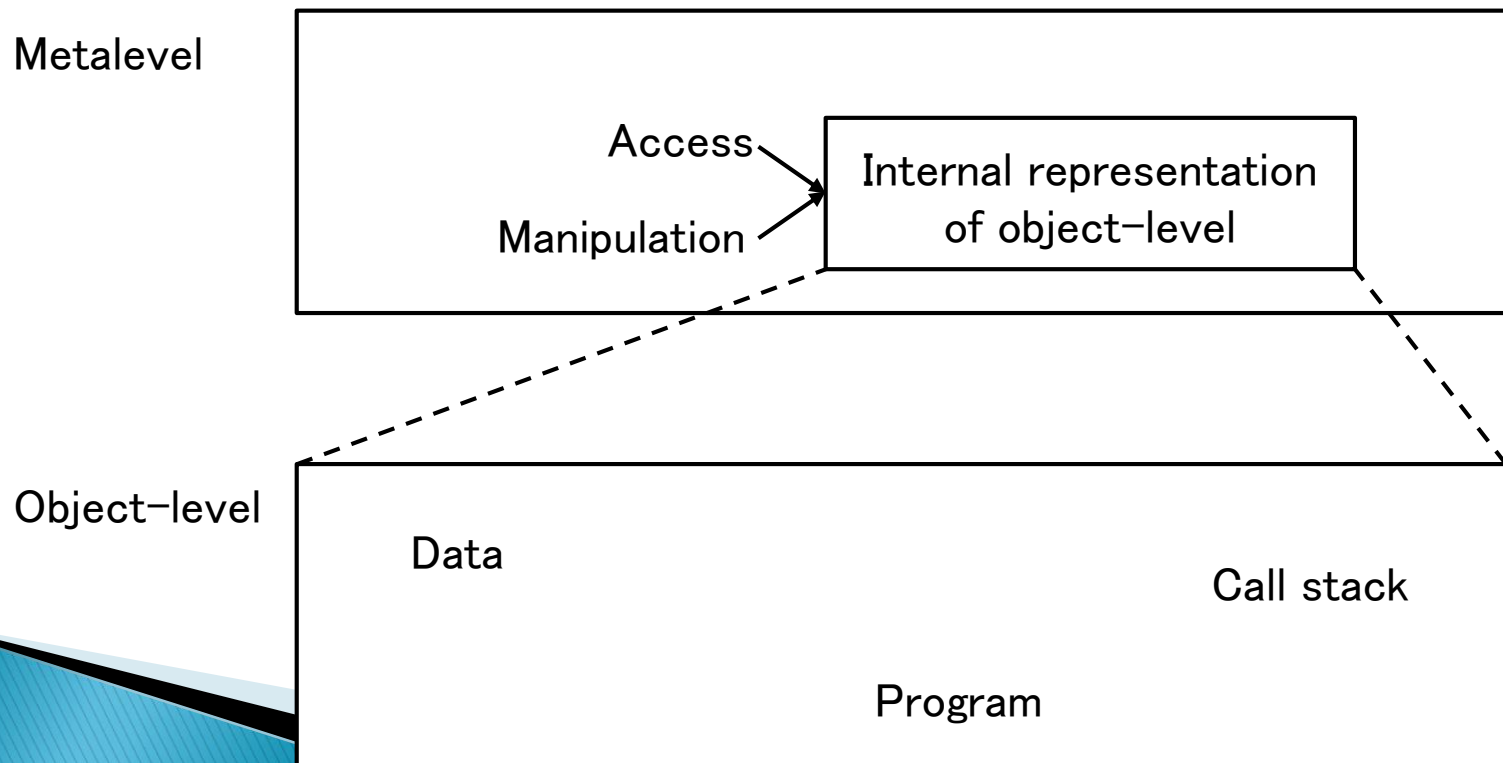 Metalevel
Access
Manipulation
Internal representation
of object-level
Object-level
Data
Call stack
Program